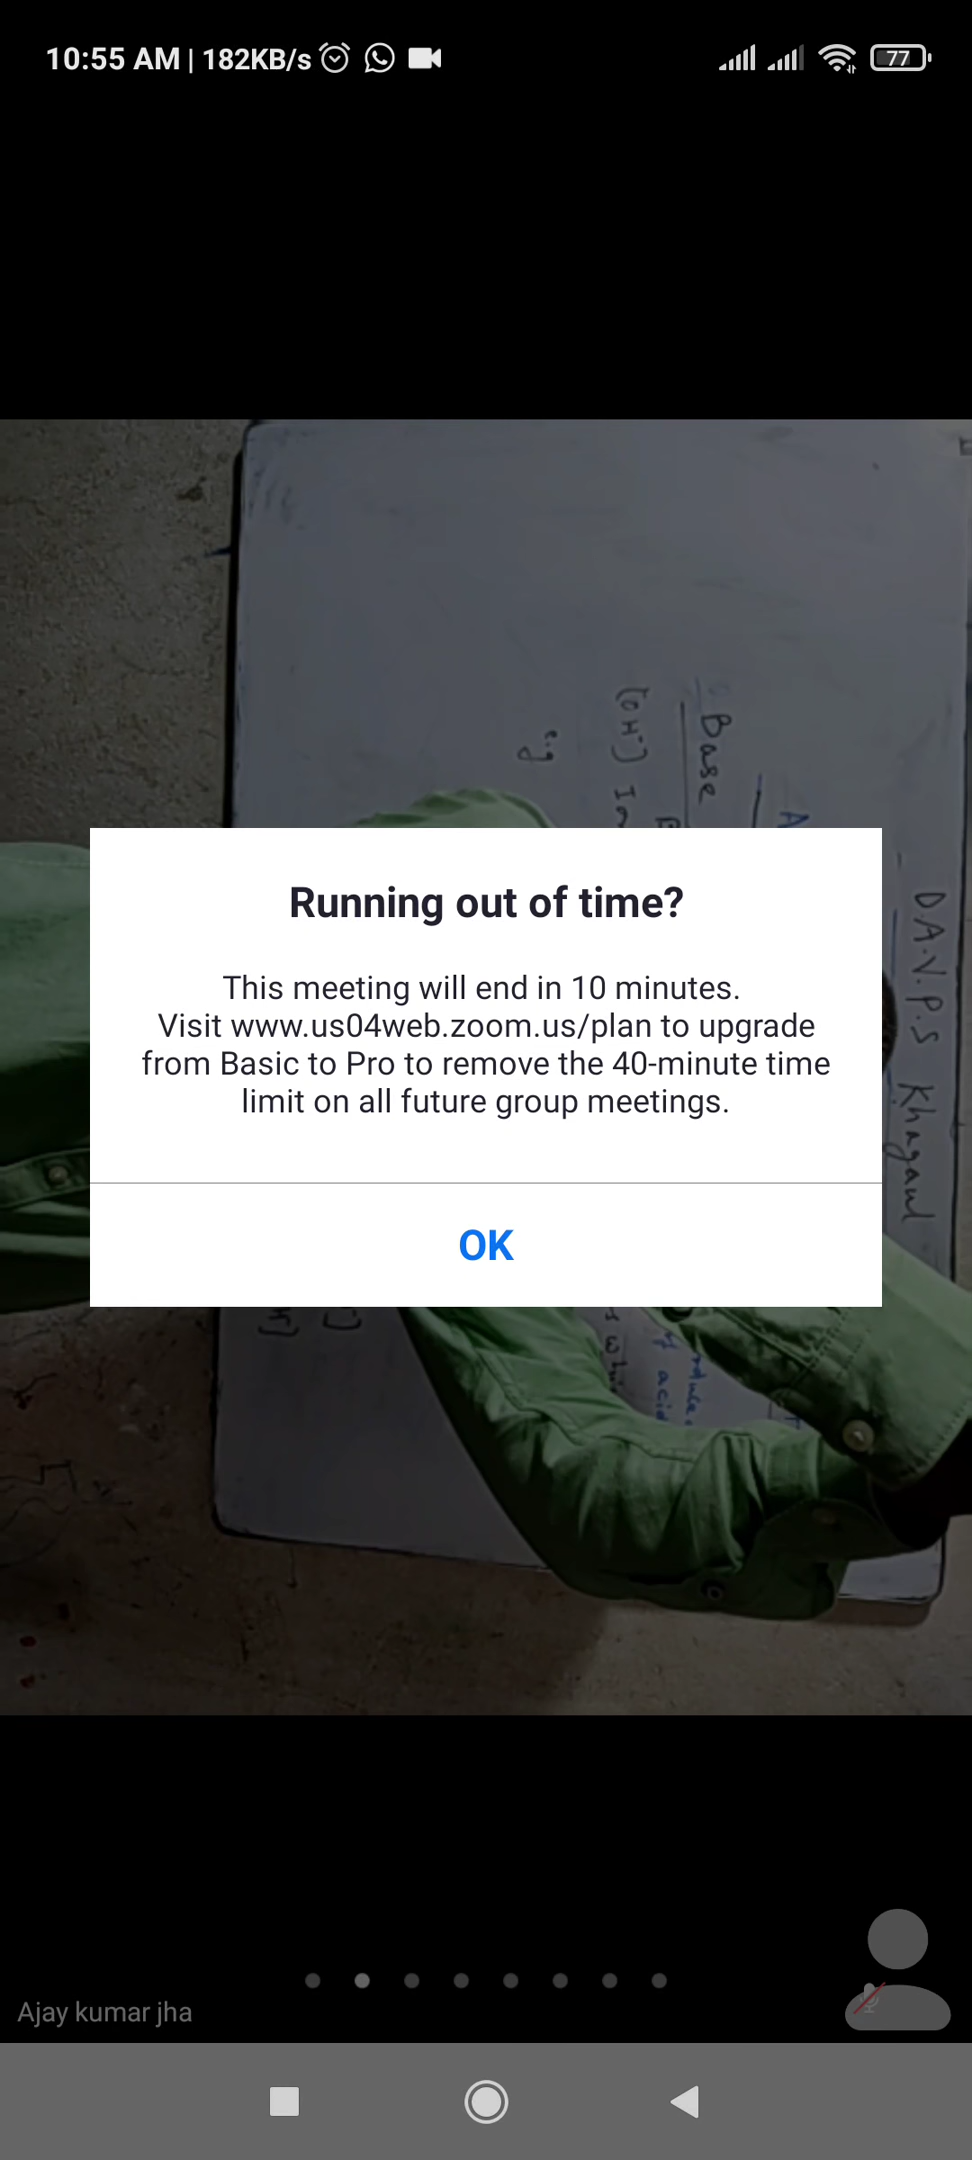 10:55 AM | 182KB/s
77
D.A.V.P.S Khagaul
A
Base
(OH⁻)
e.g
Running out of time?
This meeting will end in 10 minutes.
Visit www.us04web.zoom.us/plan to upgrade
from Basic to Pro to remove the 40-minute time
limit on all future group meetings.
OK
acid
Ajay kumar jha